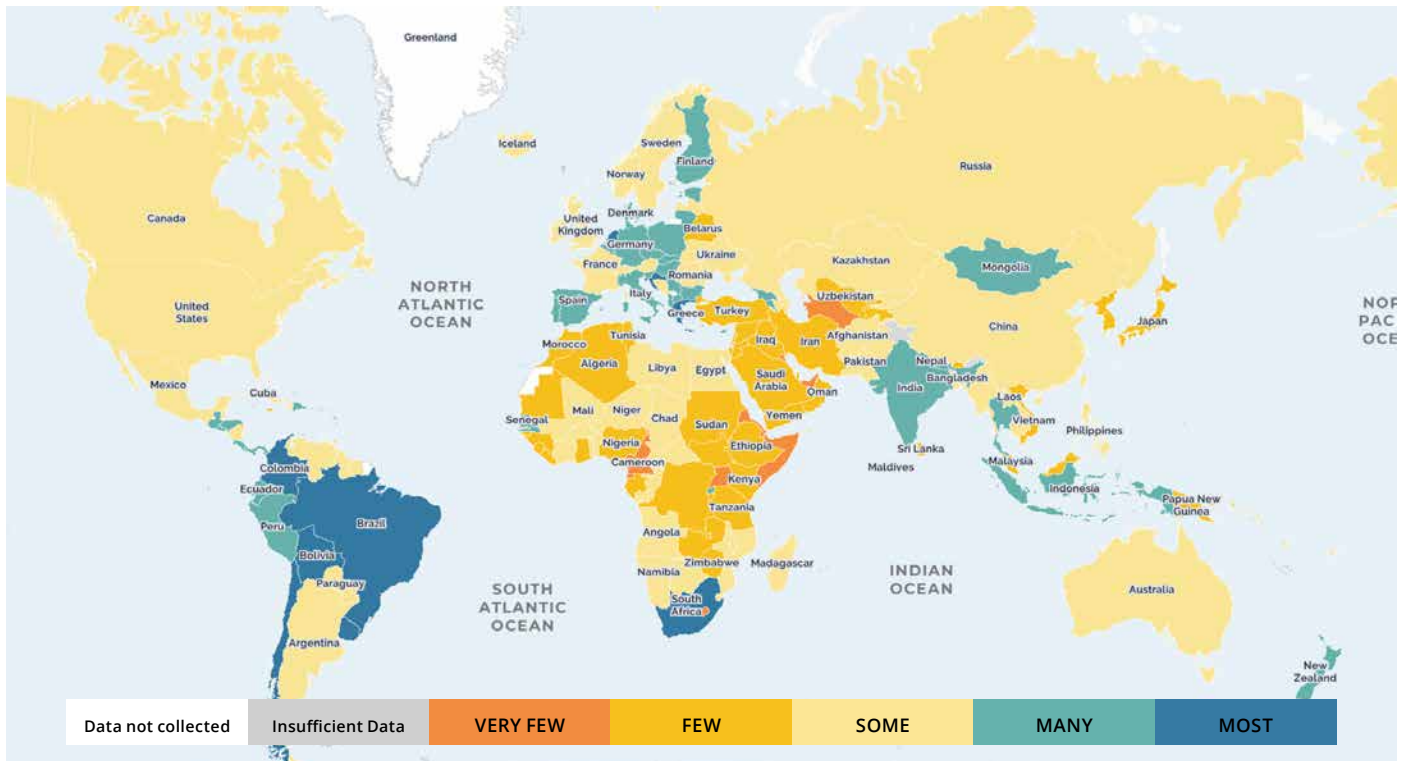 Greenland
Iceland
Sweden
Finland
Norway
Russia
Canada
United
Kingdom
Denmark
Belarus
Germany
Ukraine
France
Kazakhstan
Mongolia
Romania
NORTH
ATLANTIC
OCEAN
United
States
Spain
Italy
Greece
Turkey
Uzbekistan
China
Japan
NOR
PAC
OCE
Morocco
Tunisia
Iraq
Iran
Afghanistan
Algeria
Libya
Egypt
Saudi
Arabia
Pakistan
Nepal
Bangladesh
India
Oman
Mexico
Cuba
Mali
Niger
Chad
Sudan
Yemen
Laos
Vietnam
Philippines
Senegal
Nigeria
Ethiopia
Cameroon
Kenya
Sri Lanka
Maldives
Malaysia
Indonesia
Colombia
Ecuador
Peru
Brazil
Tanzania
Papua New
Guinea
Bolivia
Angola
Zimbabwe
Madagascar
Namibia
Paraguay
SOUTH
ATLANTIC
OCEAN
South
Africa
INDIAN
OCEAN
Australia
Argentina
New
Zealand
Data not collected
Insufficient Data
VERY FEW
FEW
SOME
MANY
MOST